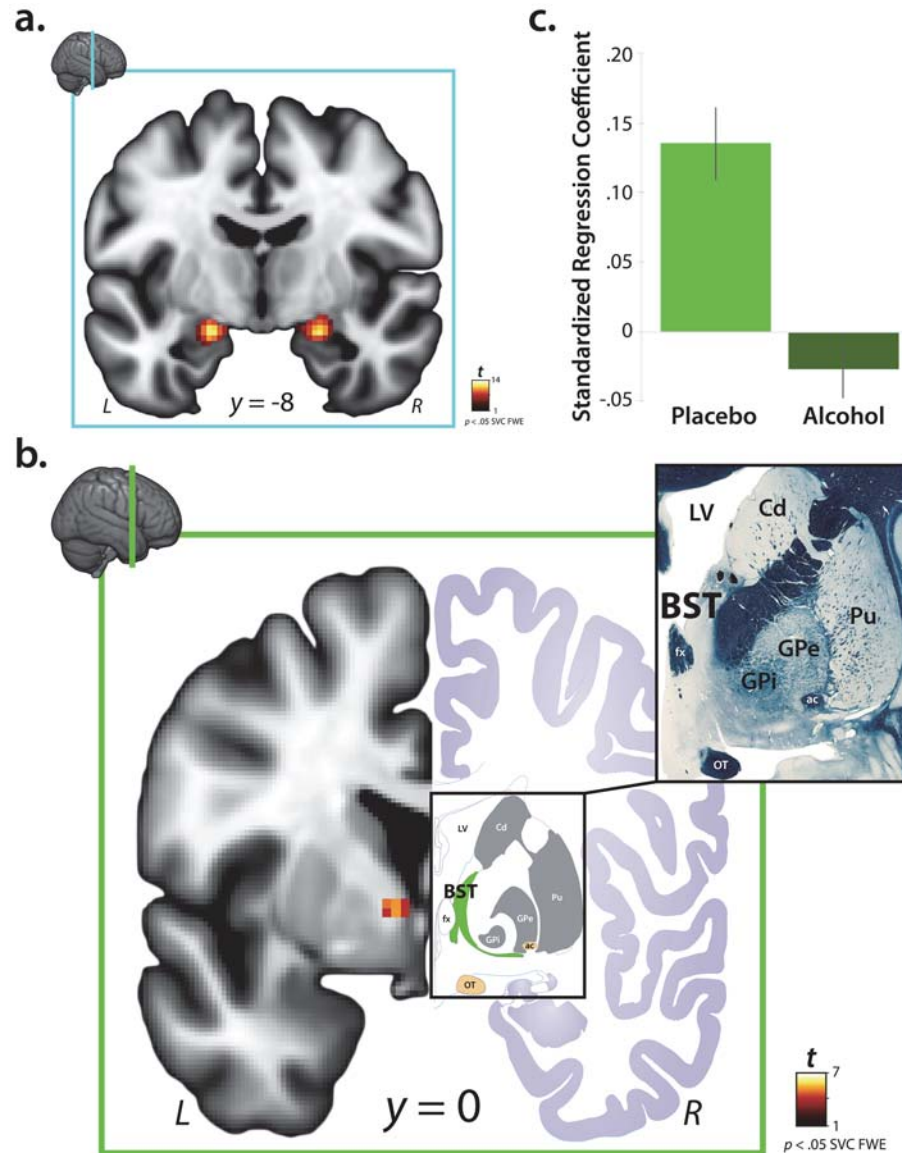 a.
L
y = -8
R
t
14
1
p < .05 SVC FWE
c.
Standardized Regression Coefficient
.20
.15
.10
.05
0
-.05
Placebo
Alcohol
b.
LV
Cd
BST
Pu
fx
GPe
GPi
ac
OT
LV
Cd
BST
Pu
fx
GPe
GPi
ac
OT
L
y = 0
R
t
7
1
p < .05 SVC FWE